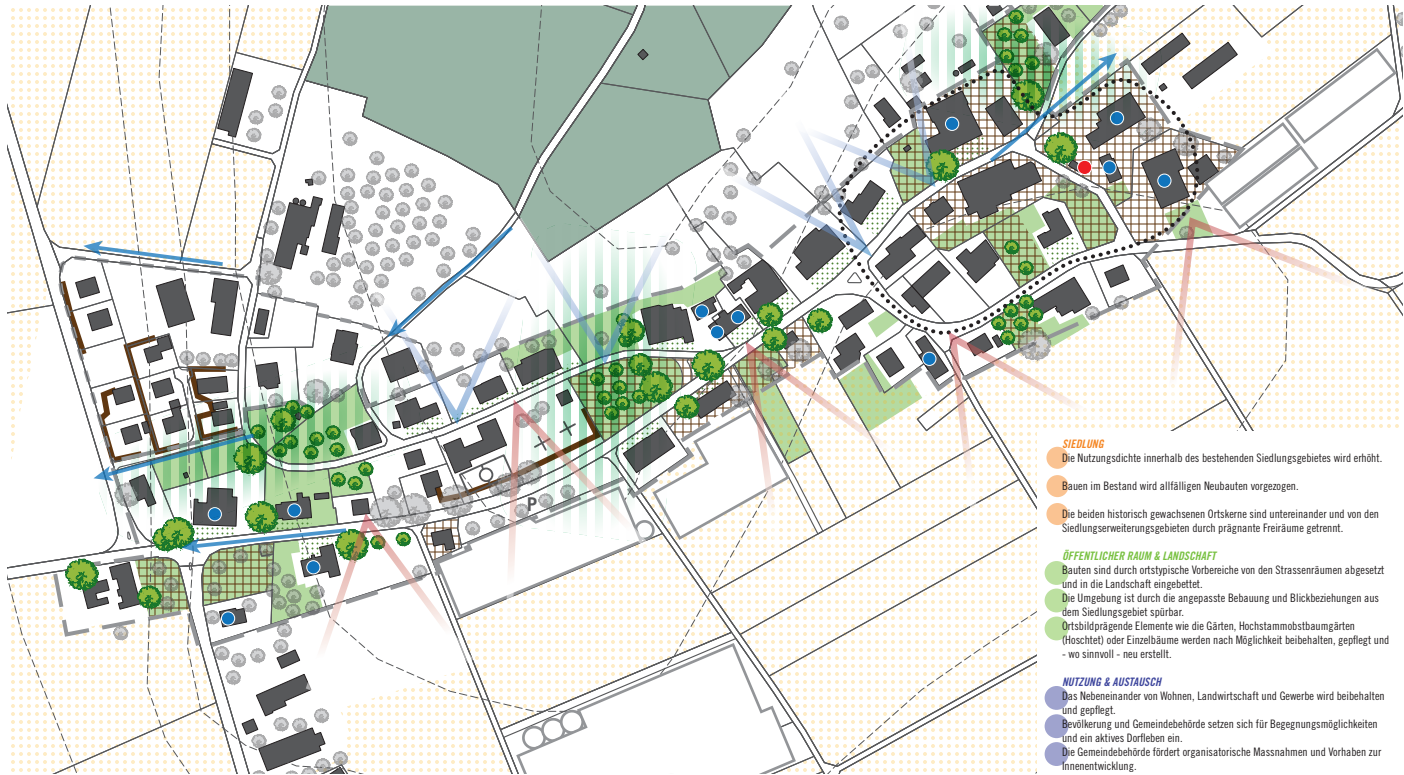 P
SIEDLUNG
Die Nutzungsdichte innerhalb des bestehenden Siedlungsgebietes wird erhöht.
Bauen im Bestand wird allfälligen Neubauten vorgezogen.
Die beiden historisch gewachsenen Ortskerne sind untereinander und von den
Siedlungserweiterungsgebieten durch prägnante Freiräume getrennt.
ÖFFENTLICHER RAUM & LANDSCHAFT
Bauten sind durch ortstypische Vorbereiche von den Strassenräumen abgesetzt
und in die Landschaft eingebettet.
Die Umgebung ist durch die angepasste Bebauung und Blickbeziehungen aus
dem Siedlungsgebiet spürbar.
Ortsbildprägende Elemente wie die Gärten, Hochstammobstbaumgärten
(Hoschtet) oder Einzelbäume werden nach Möglichkeit beibehalten, gepflegt und
- wo sinnvoll - neu erstellt.
NUTZUNG & AUSTAUSCH
Das Nebeneinander von Wohnen, Landwirtschaft und Gewerbe wird beibehalten
und gepflegt.
Bevölkerung und Gemeindebehörde setzen sich für Begegnungsmöglichkeiten
und ein aktives Dorfleben ein.
Die Gemeindebehörde fördert organisatorische Massnahmen und Vorhaben zur
Innenentwicklung.